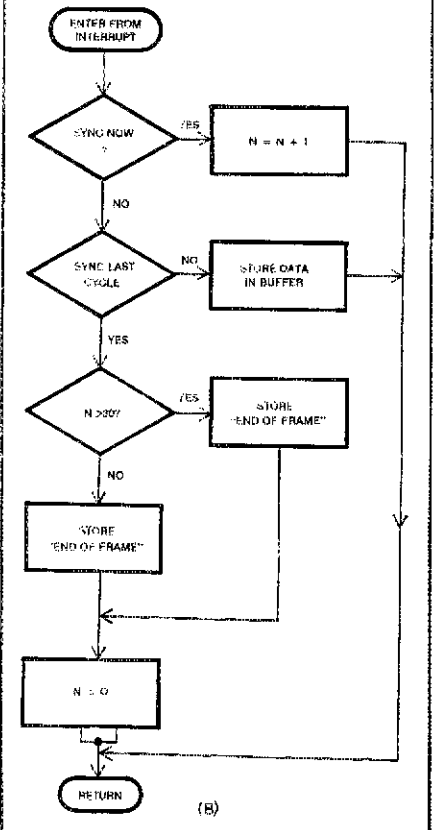 ENTER FROM
INTERRUPT
SYNC NOW
?
YES
N = N + 1
NO
SYNC LAST
CYCLE
NO
STORE DATA
IN BUFFER
YES
N >30?
YES
STORE
"END OF FRAME"
NO
STORE
"END OF FRAME"
N = 0
RETURN
(B)